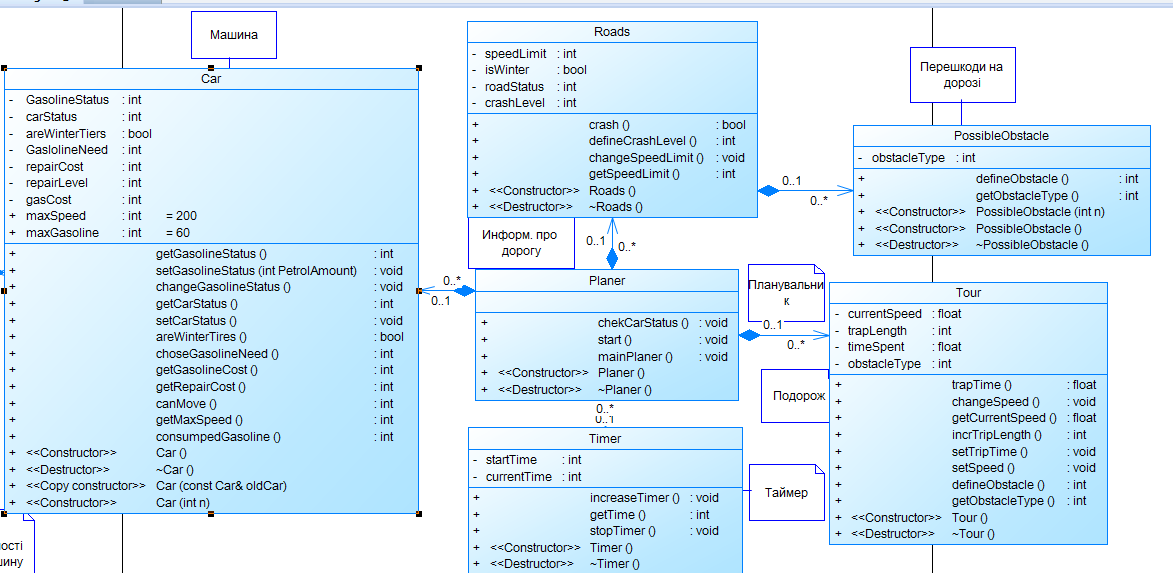 Машина
Car
- GasolineStatus : int
- carStatus : int
- areWinterTiers : bool
- GaslolineNeed : int
- repairCost : int
- repairLevel : int
- gasCost : int
+ maxSpeed : int = 200
+ maxGasoline : int = 60
+ getGasolineStatus () : int
+ setGasolineStatus (int PetrolAmount) : void
+ changeGasolineStatus () : void
+ getCarStatus () : int
+ setCarStatus () : void
+ areWinterTires () : bool
+ choseGasolineNeed () : int
+ getGasolineCost () : int
+ getRepairCost () : int
+ canMove () : int
+ getMaxSpeed () : int
+ consumpedGasoline () : int
+ <<Constructor>> Car ()
+ <<Destructor>> ~Car ()
+ <<Copy constructor>> Car (const Car& oldCar)
+ <<Constructor>> Car (int n)
Roads
- speedLimit : int
- isWinter : bool
- roadStatus : int
- crashLevel : int
+ crash () : bool
+ defineCrashLevel () : int
+ changeSpeedLimit () : void
+ getSpeedLimit () : int
+ <<Constructor>> Roads ()
+ <<Destructor>> ~Roads ()
Информ. про
дорогу
0..1
0..*
0..*
0..1
Planer
+ chekCarStatus () : void
+ start () : void
+ mainPlaner () : void
+ <<Constructor>> Planer ()
+ <<Destructor>> ~Planer ()
0..*
0..1
Timer
- startTime : int
- currentTime : int
+ increaseTimer () : void
+ getTime () : int
+ stopTimer () : void
+ <<Constructor>> Timer ()
+ <<Destructor>> ~Timer ()
Таймер
Перешкоди на
дорозі
0..1
0..*
PossibleObstacle
- obstacleType : int
+ defineObstacle () : int
+ getObstacleType () : int
+ <<Constructor>> PossibleObstacle (int n)
+ <<Constructor>> PossibleObstacle ()
+ <<Destructor>> ~PossibleObstacle ()
Планувальни
к
0..1
0..*
Подорож
Tour
- currentSpeed : float
- trapLength : int
- timeSpent : float
- obstacleType : int
+ trapTime () : float
+ changeSpeed () : void
+ getCurrentSpeed () : float
+ incrTripLength () : int
+ setTripTime () : void
+ setSpeed () : void
+ defineObstacle () : int
+ getObstacleType () : int
+ <<Constructor>> Tour ()
+ <<Destructor>> ~Tour ()